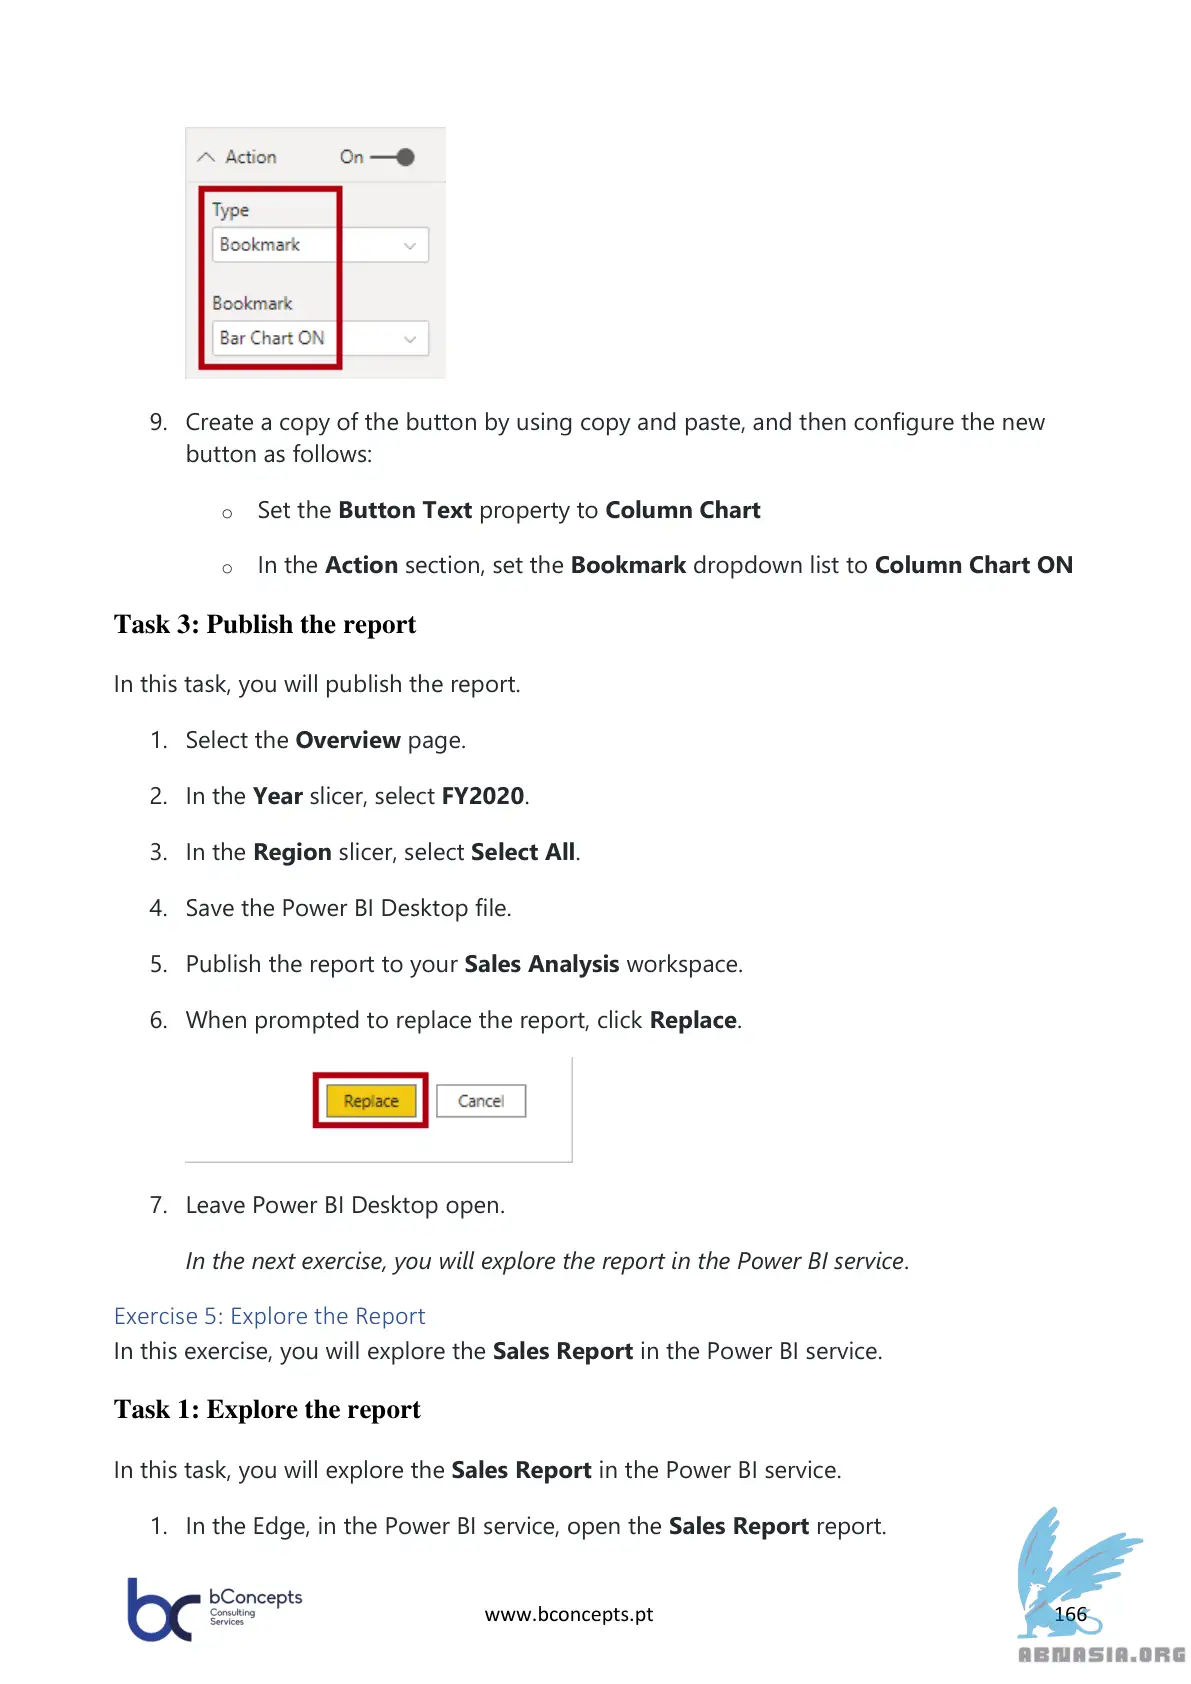 Action On
Type
Bookmark
Bookmark
Bar Chart ON
9. Create a copy of the button by using copy and paste, and then configure the new
button as follows:
o Set the Button Text property to Column Chart
o In the Action section, set the Bookmark dropdown list to Column Chart ON
Task 3: Publish the report
In this task, you will publish the report.
1. Select the Overview page.
2. In the Year slicer, select FY2020.
3. In the Region slicer, select Select All.
4. Save the Power BI Desktop file.
5. Publish the report to your Sales Analysis workspace.
6. When prompted to replace the report, click Replace.
Replace Cancel
7. Leave Power BI Desktop open.
In the next exercise, you will explore the report in the Power BI service.
Exercise 5: Explore the Report
In this exercise, you will explore the Sales Report in the Power BI service.
Task 1: Explore the report
In this task, you will explore the Sales Report in the Power BI service.
1. In the Edge, in the Power BI service, open the Sales Report report.
bc bConcepts
Consulting
Services
www.bconcepts.pt
166
ABNASIA.ORG